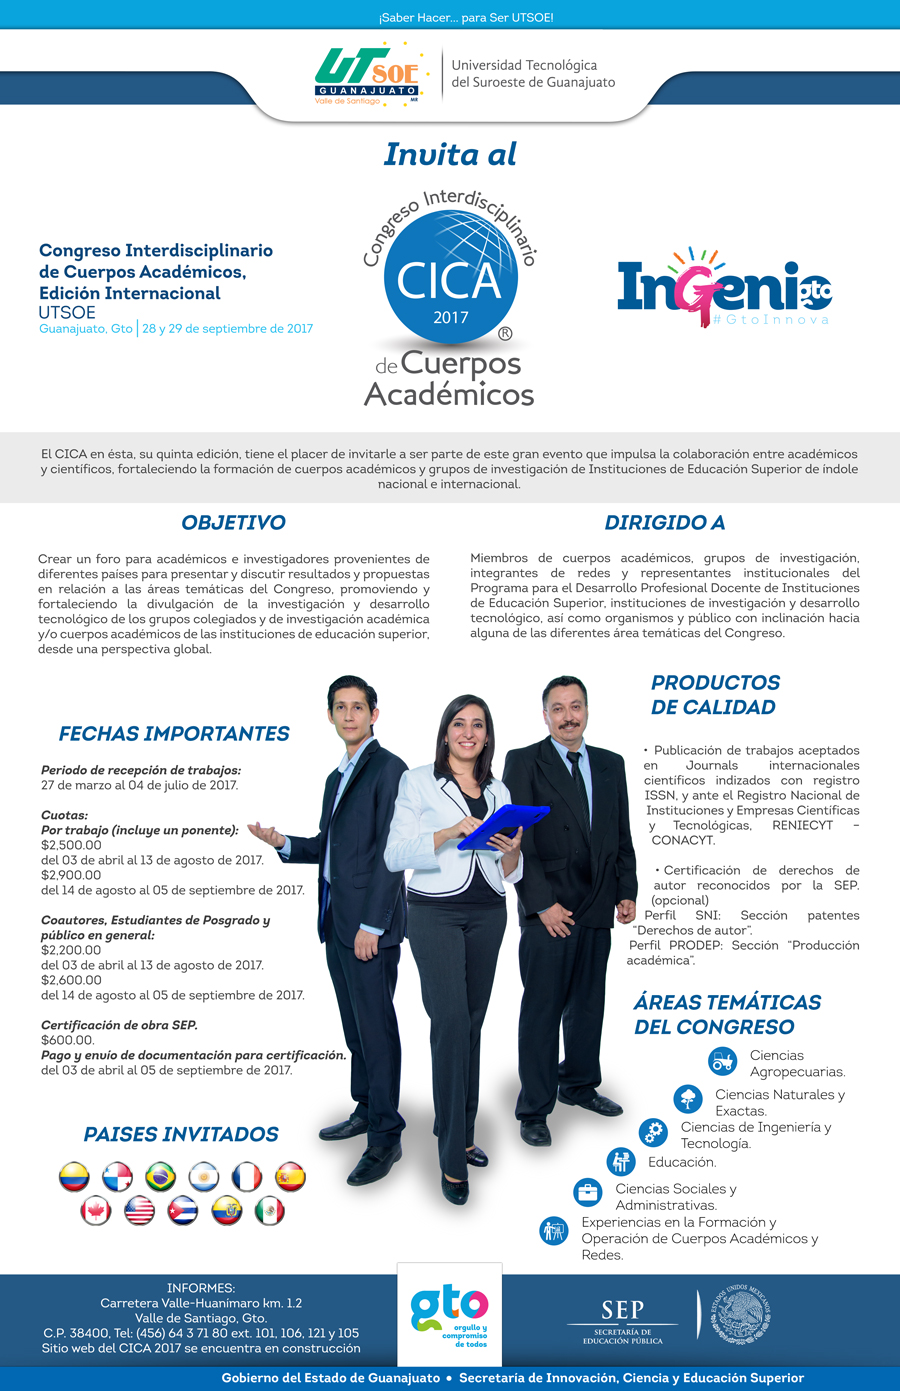 ¡Saber Hacer... para Ser UTSOE!
UTSOE
GUANAJUATO
Valle de Santiago MR
Universidad Tecnológica
del Suroeste de Guanajuato
Invita al
Congreso Interdisciplinario
de Cuerpos Académicos,
Edición Internacional
UTSOE
Guanajuato, Gto | 28 y 29 de septiembre de 2017
Congreso Interdisciplinario
CICA
2017
®
de Cuerpos
Académicos
InGenio
gto
#GtoInnova
El CICA en ésta, su quinta edición, tiene el placer de invitarle a ser parte de este gran evento que impulsa la colaboración entre académicos
y científicos, fortaleciendo la formación de cuerpos académicos y grupos de investigación de Instituciones de Educación Superior de índole
nacional e internacional.
OBJETIVO
Crear un foro para académicos e investigadores provenientes de
diferentes países para presentar y discutir resultados y propuestas
en relación a las áreas temáticas del Congreso, promoviendo y
fortaleciendo la divulgación de la investigación y desarrollo
tecnológico de los grupos colegiados y de investigación académica
y/o cuerpos académicos de las instituciones de educación superior,
desde una perspectiva global.
DIRIGIDO A
Miembros de cuerpos académicos, grupos de investigación,
integrantes de redes y representantes institucionales del
Programa para el Desarrollo Profesional Docente de Instituciones
de Educación Superior, instituciones de investigación y desarrollo
tecnológico, así como organismos y público con inclinación hacia
alguna de las diferentes área temáticas del Congreso.
FECHAS IMPORTANTES
Periodo de recepción de trabajos:
27 de marzo al 04 de julio de 2017.
Cuotas:
Por trabajo (incluye un ponente):
$2,500.00
del 03 de abril al 13 de agosto de 2017.
$2,900.00
del 14 de agosto al 05 de septiembre de 2017.
Coautores, Estudiantes de Posgrado y
público en general:
$2,200.00
del 03 de abril al 13 de agosto de 2017.
$2,600.00
del 14 de agosto al 05 de septiembre de 2017.
Certificación de obra SEP.
$600.00.
Pago y envío de documentación para certificación.
del 03 de abril al 05 de septiembre de 2017.
PAISES INVITADOS
PRODUCTOS
DE CALIDAD
• Publicación de trabajos aceptados
en Journals internacionales
científicos indizados con registro
ISSN, y ante el Registro Nacional de
Instituciones y Empresas Científicas
y Tecnológicas, RENIECYT –
CONACYT.
• Certificación de derechos de
autor reconocidos por la SEP.
(opcional)
Perfil SNI: Sección patentes
“Derechos de autor”.
Perfil PRODEP: Sección “Producción
académica”.
ÁREAS TEMÁTICAS
DEL CONGRESO
Ciencias
Agropecuarias.
Ciencias Naturales y
Exactas.
Ciencias de Ingeniería y
Tecnología.
Educación.
Ciencias Sociales y
Administrativas.
Experiencias en la Formación y
Operación de Cuerpos Académicos y
Redes.
INFORMES:
Carretera Valle-Huanímaro km. 1.2
Valle de Santiago, Gto.
C.P. 38400, Tel: (456) 64 3 71 80 ext. 101, 106, 121 y 105
Sitio web del CICA 2017 se encuentra en construcción
gto
orgullo y
compromiso
de todos
SEP
SECRETARÍA DE
EDUCACIÓN PÚBLICA
ESTADOS UNIDOS MEXICANOS
Gobierno del Estado de Guanajuato • Secretaría de Innovación, Ciencia y Educación Superior